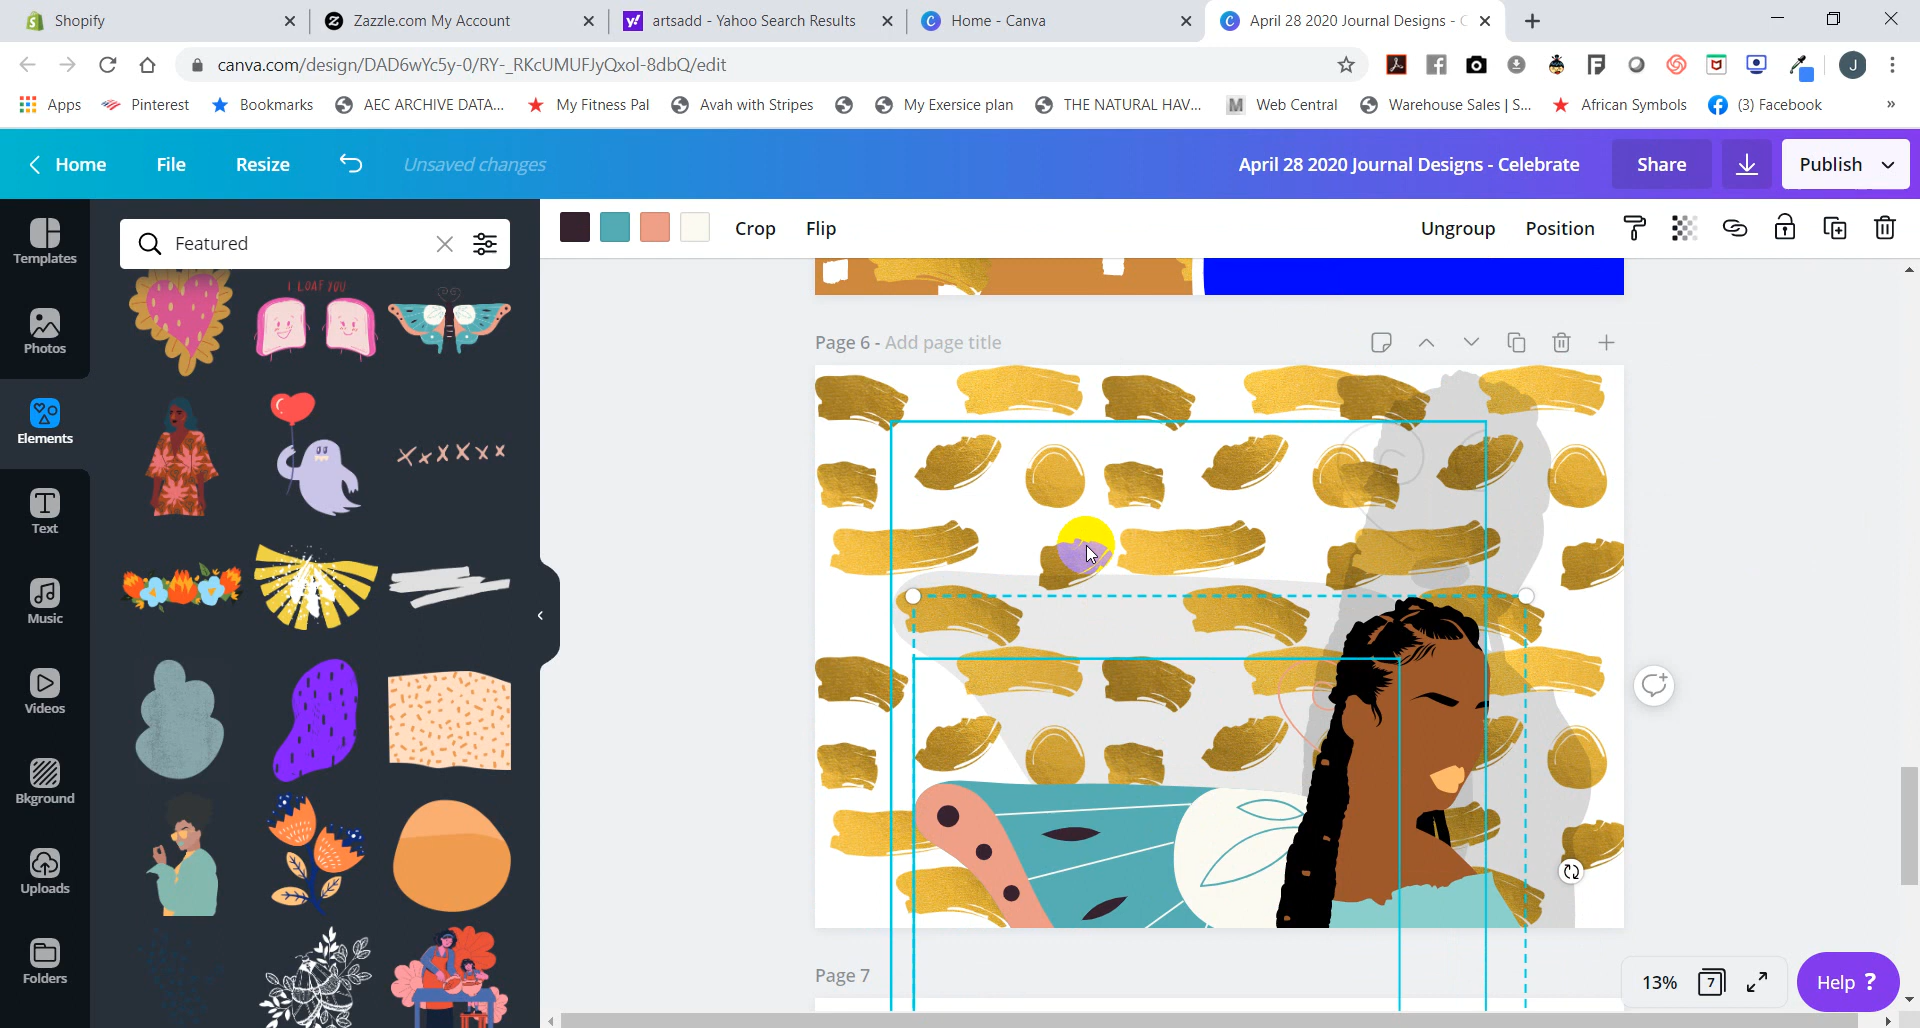 Shopify
Zazzle.com My Account
artsadd - Yahoo Search Results
Home - Canva
April 28 2020 Journal Designs - C
canva.com/design/DAD6wYc5y-0/RY-_RKcUMUFJyQxol-8dbQ/edit
Apps
Pinterest
Bookmarks
AEC ARCHIVE DATA...
My Fitness Pal
Avah with Stripes
My Exersice plan
THE NATURAL HAV...
Web Central
Warehouse Sales | S...
African Symbols
(3) Facebook
Home
File
Resize
Unsaved changes
April 28 2020 Journal Designs - Celebrate
Share
Publish
Templates
Photos
Elements
Text
Music
Videos
Bkground
Uploads
Folders
Featured
I LOAF YOU
Crop
Flip
Ungroup
Position
Page 6 - Add page title
Page 7
13%
7
Help ?